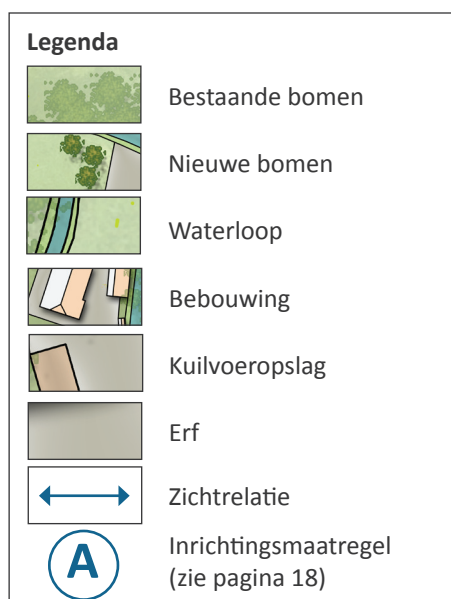 Legenda
Bestaande bomen
Nieuwe bomen
Waterloop
Bebouwing
Kuilvoeropslag
Erf
Zichtrelatie
A
Inrichtingsmaatregel
(zie pagina 18)